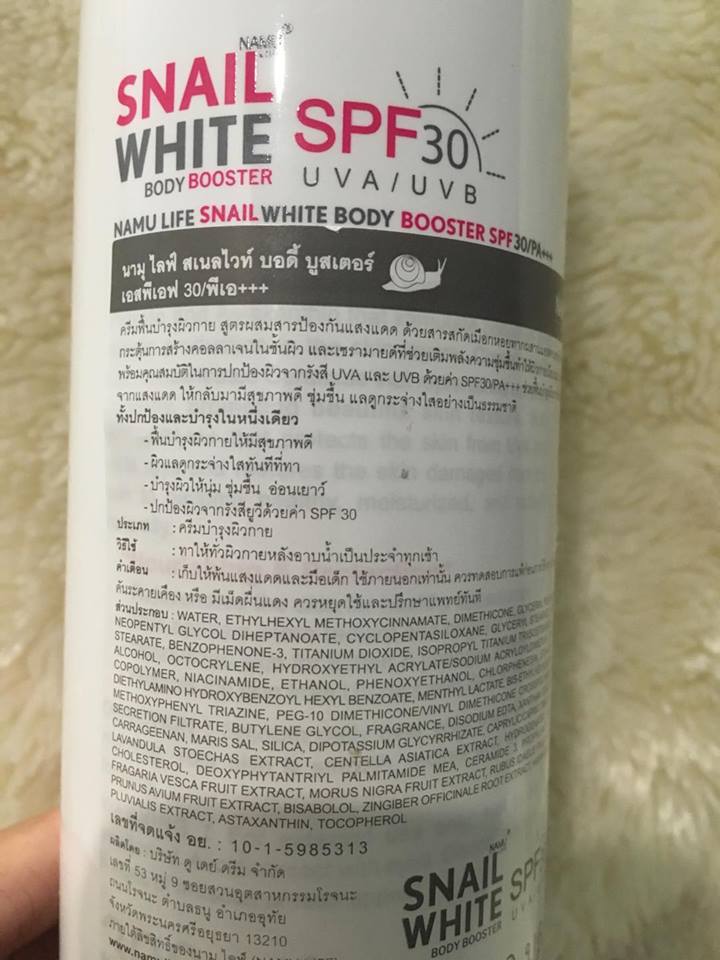 NAMU®
SNAIL
WHITE
BODY BOOSTER
SPF30
UVA/UVB
NAMU LIFE SNAILWHITE BODY BOOSTER SPF30/PA+++
นามุ ไลฟ์ สเนลไวท์ บอดี้ บูสเตอร์
เอสพีเอฟ 30/พีเอ+++
ครีมฟื้นบำรุงผิวกาย สูตรผสมสารป้องกันแสงแดด ด้วยสารสกัดเมือกหอยทาก
กระตุ้นการสร้างคอลลาเจนในชั้นผิว และเซรามายด์ที่ช่วยเติมพลังความชุ่มชื้น
พร้อมคุณสมบัติในการปกป้องผิวจากรังสี UVA และ UVB ด้วยค่า SPF30/PA+++
จากแสงแดด ให้กลับมามีสุขภาพดี ชุ่มชื้น แลดูกระจ่างใสอย่างเป็นธรรมชาติ
ทั้งปกป้องและบำรุงในหนึ่งเดียว
-ฟื้นบำรุงผิวกายให้มีสุขภาพดี
-ผิวแลดูกระจ่างใสทันทีที่ทา
-บำรุงผิวให้นุ่ม ชุ่มชื้น อ่อนเยาว์
-ปกป้องผิวจากรังสียูวีด้วยค่า SPF 30
ประเภท : ครีมบำรุงผิวกาย
วิธีใช้ : ทาให้ทั่วผิวกายหลังอาบน้ำเป็นประจำทุกเช้า
คำเตือน : เก็บให้พ้นแสงแดดและมือเด็ก ใช้ภายนอกเท่านั้น ควรทดสอบการแพ้ก่อน
คันระคายเคือง หรือ มีเม็ดผื่นแดง ควรหยุดใช้และปรึกษาแพทย์ทันที
ส่วนประกอบ : WATER, ETHYLHEXYL METHOXYCINNAMATE, DIMETHICONE,
NEOPENTYL GLYCOL DIHEPTANOATE, CYCLOPENTASILOXANE, GLYCERYL
STEARATE, BENZOPHENONE-3, TITANIUM DIOXIDE, ISOPROPYL TITANIUM
ALCOHOL, OCTOCRYLENE, HYDROXYETHYL ACRYLATE/SODIUM
COPOLYMER, NIACINAMIDE, ETHANOL, PHENOXYETHANOL, CHLORPHENESIN,
DIETHYLAMINO HYDROXYBENZOYL HEXYL BENZOATE, MENTHYL LACTATE,
METHOXYPHENYL TRIAZINE, PEG-10 DIMETHICONE/VINYL DIMETHICONE
SECRETION FILTRATE, BUTYLENE GLYCOL, FRAGRANCE, DISODIUM EDTA,
CARRAGEENAN, MARIS SAL, SILICA, DIPOTASSIUM GLYCYRRHIZATE,
LAVANDULA STOECHAS EXTRACT, CENTELLA ASIATICA EXTRACT,
CHOLESTEROL, DEOXYPHYTANTRIYL PALMITAMIDE MEA, CERAMIDE 3,
FRAGARIA VESCA FRUIT EXTRACT, MORUS NIGRA FRUIT EXTRACT, RUBUS
PRUNUS AVIUM FRUIT EXTRACT, BISABOLOL, ZINGIBER OFFICINALE ROOT EXTRACT,
PLUVIALIS EXTRACT, ASTAXANTHIN, TOCOPHEROL
เลขที่จดแจ้ง อย. : 10-1-5985313
ผลิตโดย : บริษัท ดู เดย์ ดรีม จำกัด
เลขที่ 53 หมู่ 9 ซอยสวนอุตสาหกรรมโรจนะ
ถนนโรจนะ ตำบลธนู อำเภออุทัย
จังหวัดพระนครศรีอยุธยา 13210
ภายใต้ลิขสิทธิ์ของนามุ ไลฟ์
NAMU®
SNAIL
WHITE
BODY BOOSTER